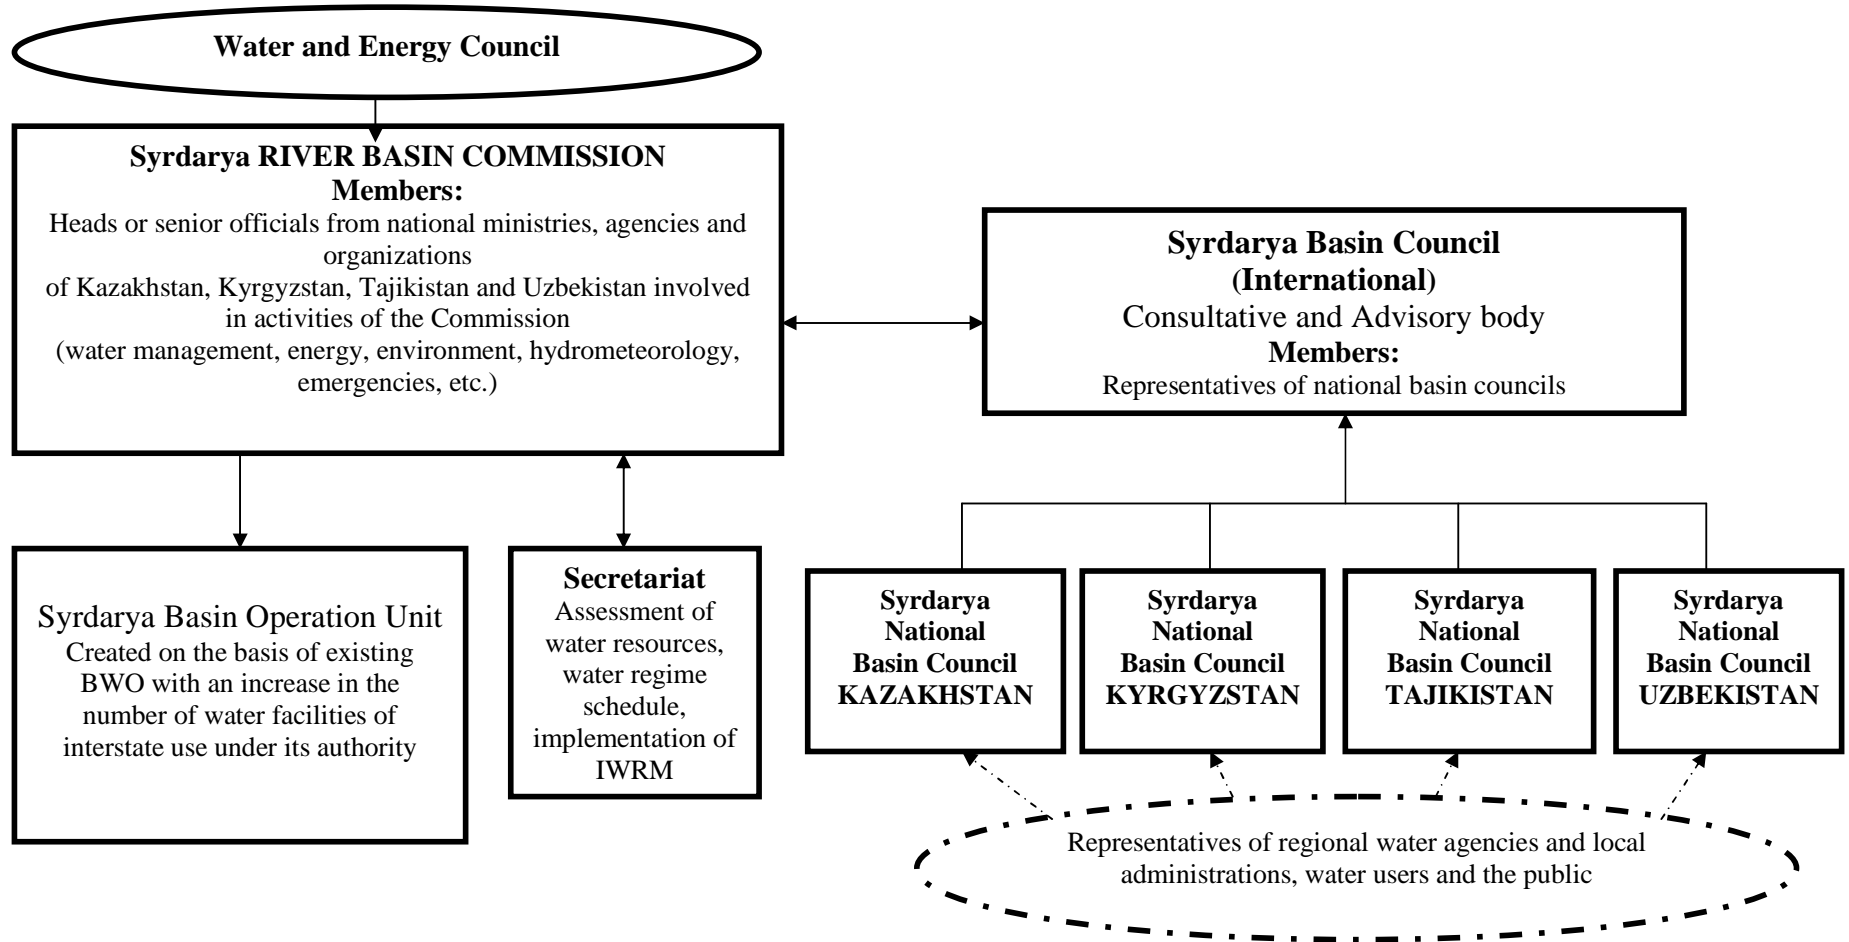 Water and Energy Council
Syrdarya RIVER BASIN COMMISSION
Members:
Heads or senior officials from national ministries, agencies and
organizations
of Kazakhstan, Kyrgyzstan, Tajikistan and Uzbekistan involved
in activities of the Commission
(water management, energy, environment, hydrometeorology,
emergencies, etc.)
Syrdarya Basin Council
(International)
Consultative and Advisory body
Members:
Representatives of national basin councils
Syrdarya Basin Operation Unit
Created on the basis of existing
BWO with an increase in the
number of water facilities of
interstate use under its authority
Secretariat
Assessment of
water resources,
water regime
schedule,
implementation of
IWRM
Syrdarya
National
Basin Council
KAZAKHSTAN
Syrdarya
National
Basin Council
KYRGYZSTAN
Syrdarya
National
Basin Council
TAJIKISTAN
Syrdarya
National
Basin Council
UZBEKISTAN
Representatives of regional water agencies and local
administrations, water users and the public